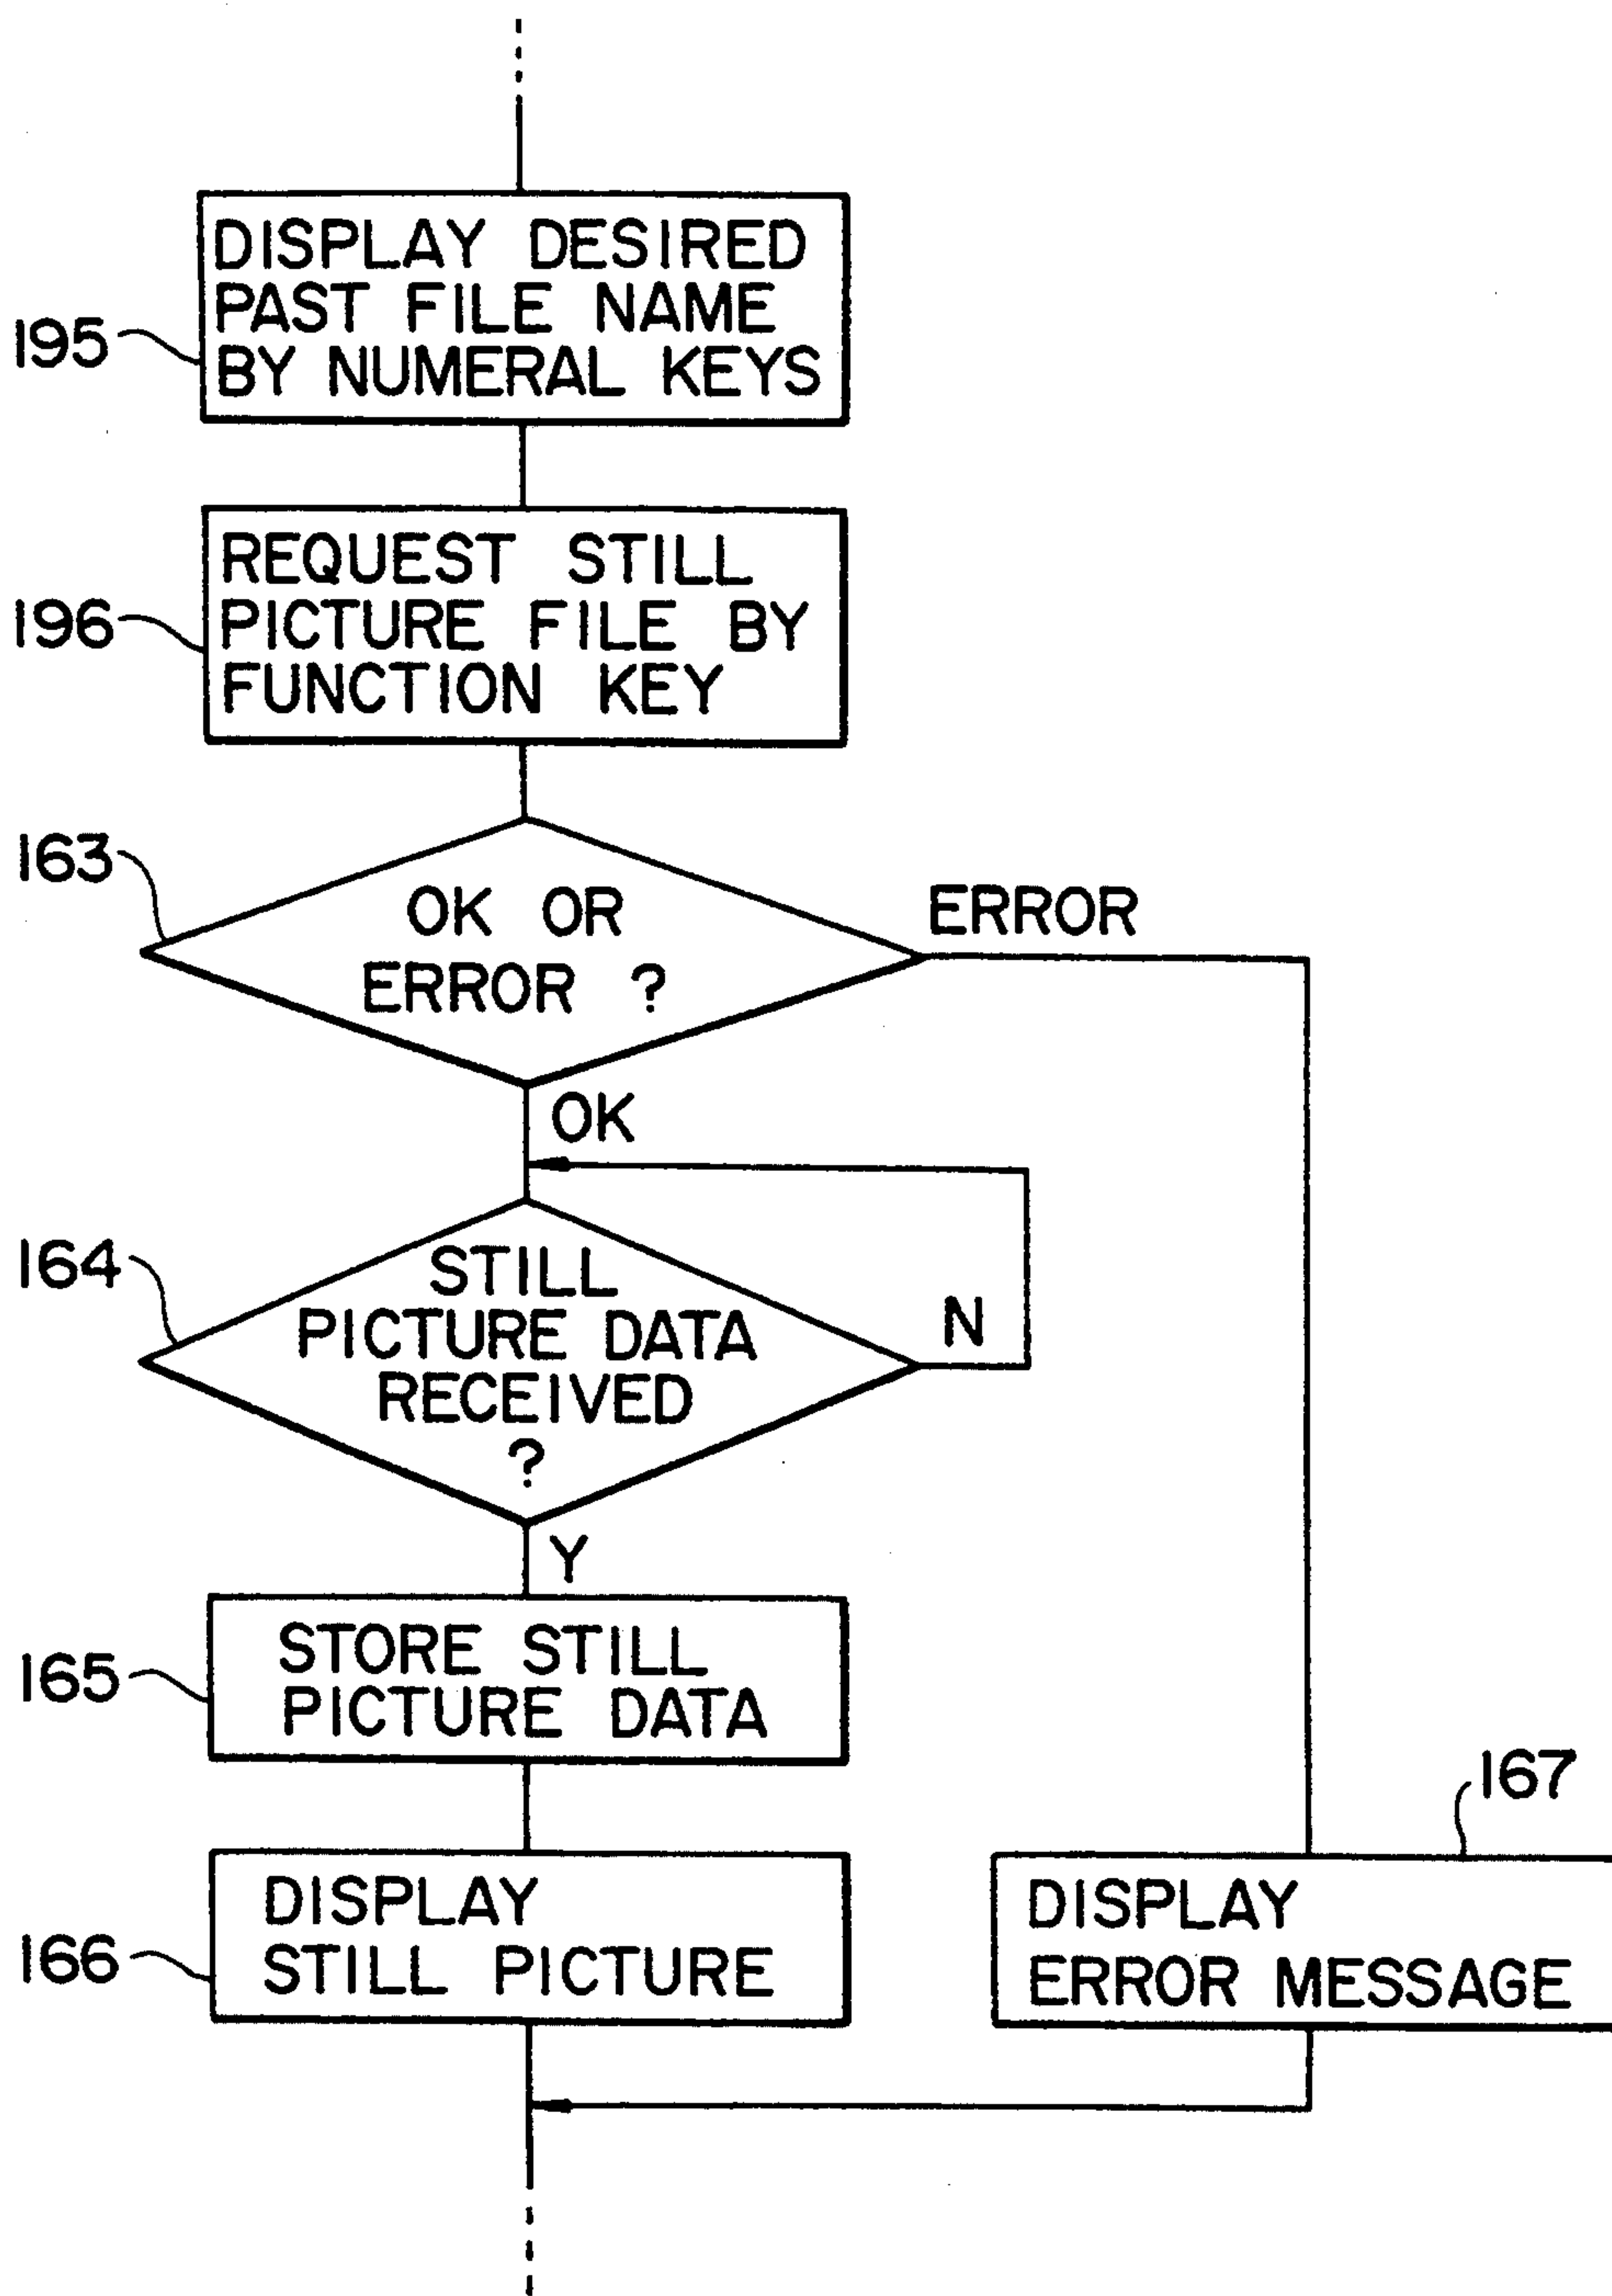 DISPLAY DESIRED
PAST FILE NAME
BY NUMERAL KEYS
195
REQUEST STILL
PICTURE FILE BY
FUNCTION KEY
196
163
OK OR
ERROR ?
ERROR
OK
164
STILL
PICTURE DATA
RECEIVED
?
N
Y
STORE STILL
PICTURE DATA
165
167
DISPLAY
STILL PICTURE
166
DISPLAY
ERROR MESSAGE